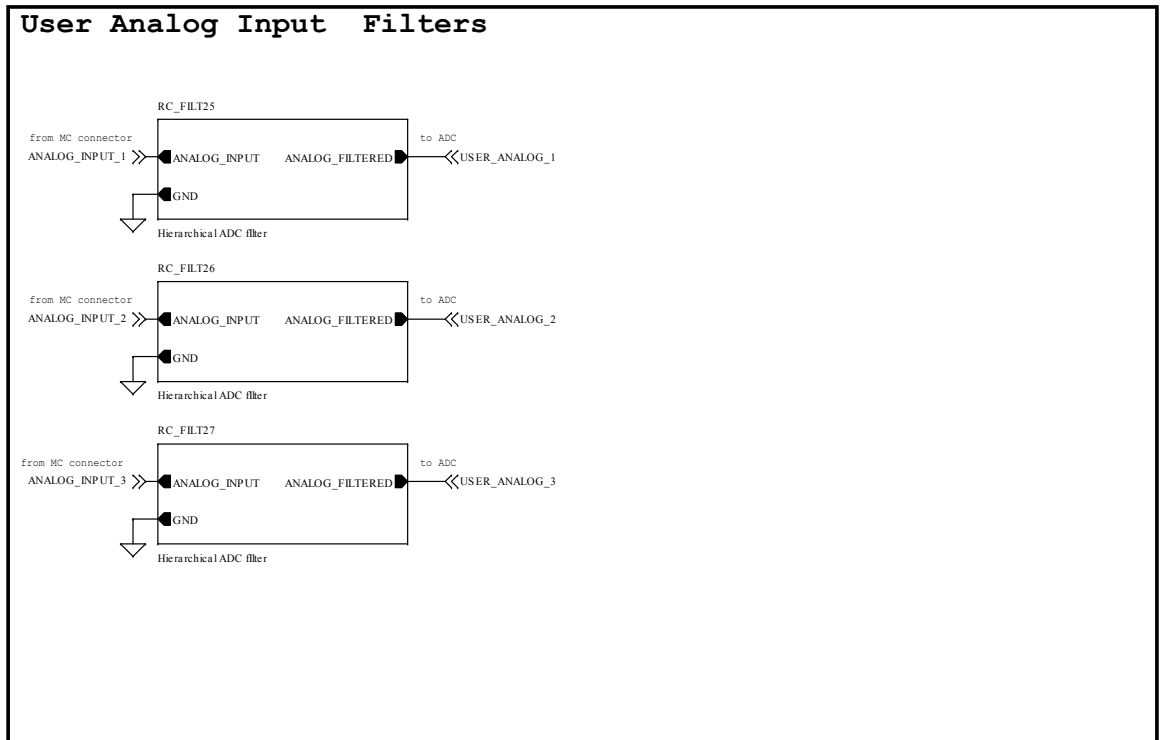 User Analog Input  Filters
RC_FILT25
from MC connector
to ADC
ANALOG_INPUT_1
ANALOG_INPUT
ANALOG_FILTERED
USER_ANALOG_1
GND
Hierarchical ADC filter
RC_FILT26
from MC connector
to ADC
ANALOG_INPUT_2
ANALOG_INPUT
ANALOG_FILTERED
USER_ANALOG_2
GND
Hierarchical ADC filter
RC_FILT27
from MC connector
to ADC
ANALOG_INPUT_3
ANALOG_INPUT
ANALOG_FILTERED
USER_ANALOG_3
GND
Hierarchical ADC filter